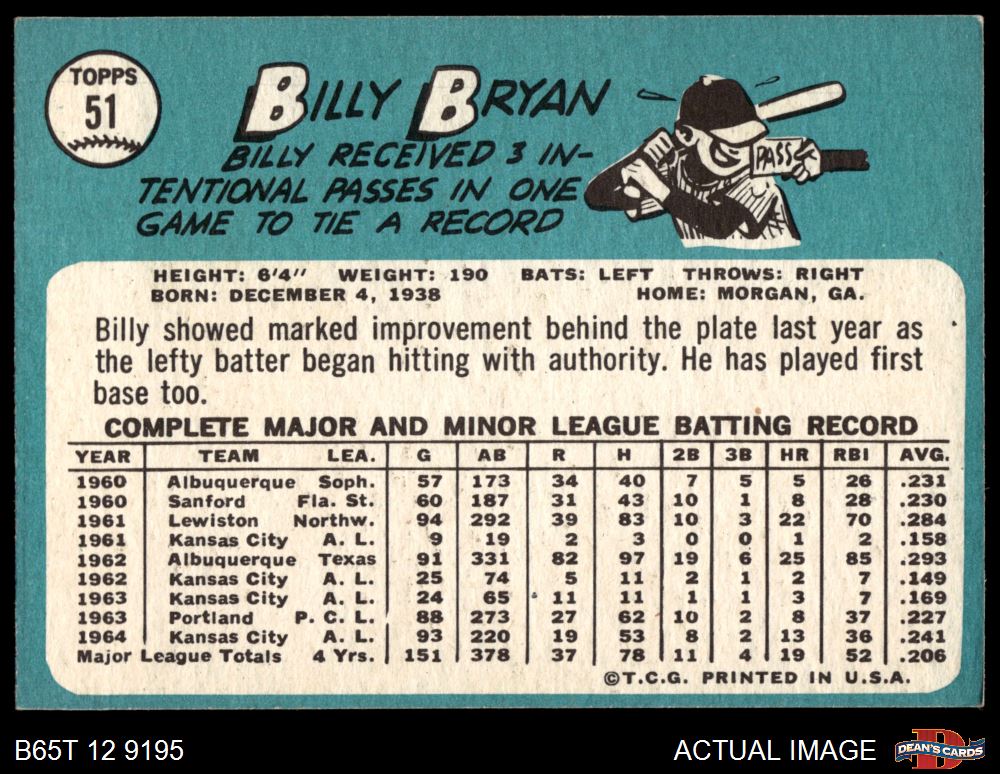 TOPPS
51
BILLY BRYAN
BILLY RECEIVED 3 IN-
TENTIONAL PASSES IN ONE
GAME TO TIE A RECORD
PASS
HEIGHT: 6'4" WEIGHT: 190 BATS: LEFT THROWS: RIGHT
BORN: DECEMBER 4, 1938 HOME: MORGAN, GA.
Billy showed marked improvement behind the plate last year as
the lefty batter began hitting with authority. He has played first
base too.
COMPLETE MAJOR AND MINOR LEAGUE BATTING RECORD
YEAR TEAM LEA. G AB R H 2B 3B HR RBI AVG.
1960 Albuquerque Soph. 57 173 34 40 7 5 5 26 .231
1960 Sanford Fla. St. 60 187 31 43 10 1 8 28 .230
1961 Lewiston Northw. 94 292 39 83 10 3 22 70 .284
1961 Kansas City A. L. 9 19 2 3 0 0 1 2 .158
1962 Albuquerque Texas 91 331 82 97 19 6 25 85 .293
1962 Kansas City A. L. 25 74 5 11 2 1 2 7 .149
1963 Kansas City A. L. 24 65 11 11 1 1 3 7 .169
1963 Portland P. C. L. 88 273 27 62 10 2 8 37 .227
1964 Kansas City A. L. 93 220 19 53 8 2 13 36 .241
Major League Totals 4 Yrs. 151 378 37 78 11 4 19 52 .206
©T.C.G. PRINTED IN U.S.A.
B65T 12 9195 ACTUAL IMAGE D DEAN'S CARDS